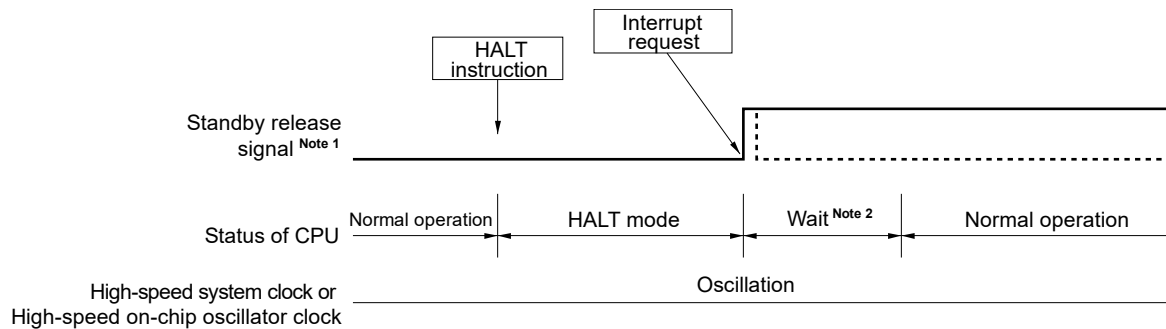 Interrupt
request
HALT
instruction
Standby release
signal Note 1
Normal operation
HALT mode
Wait Note 2
Normal operation
Status of CPU
Oscillation
High-speed system clock or
High-speed on-chip oscillator clock